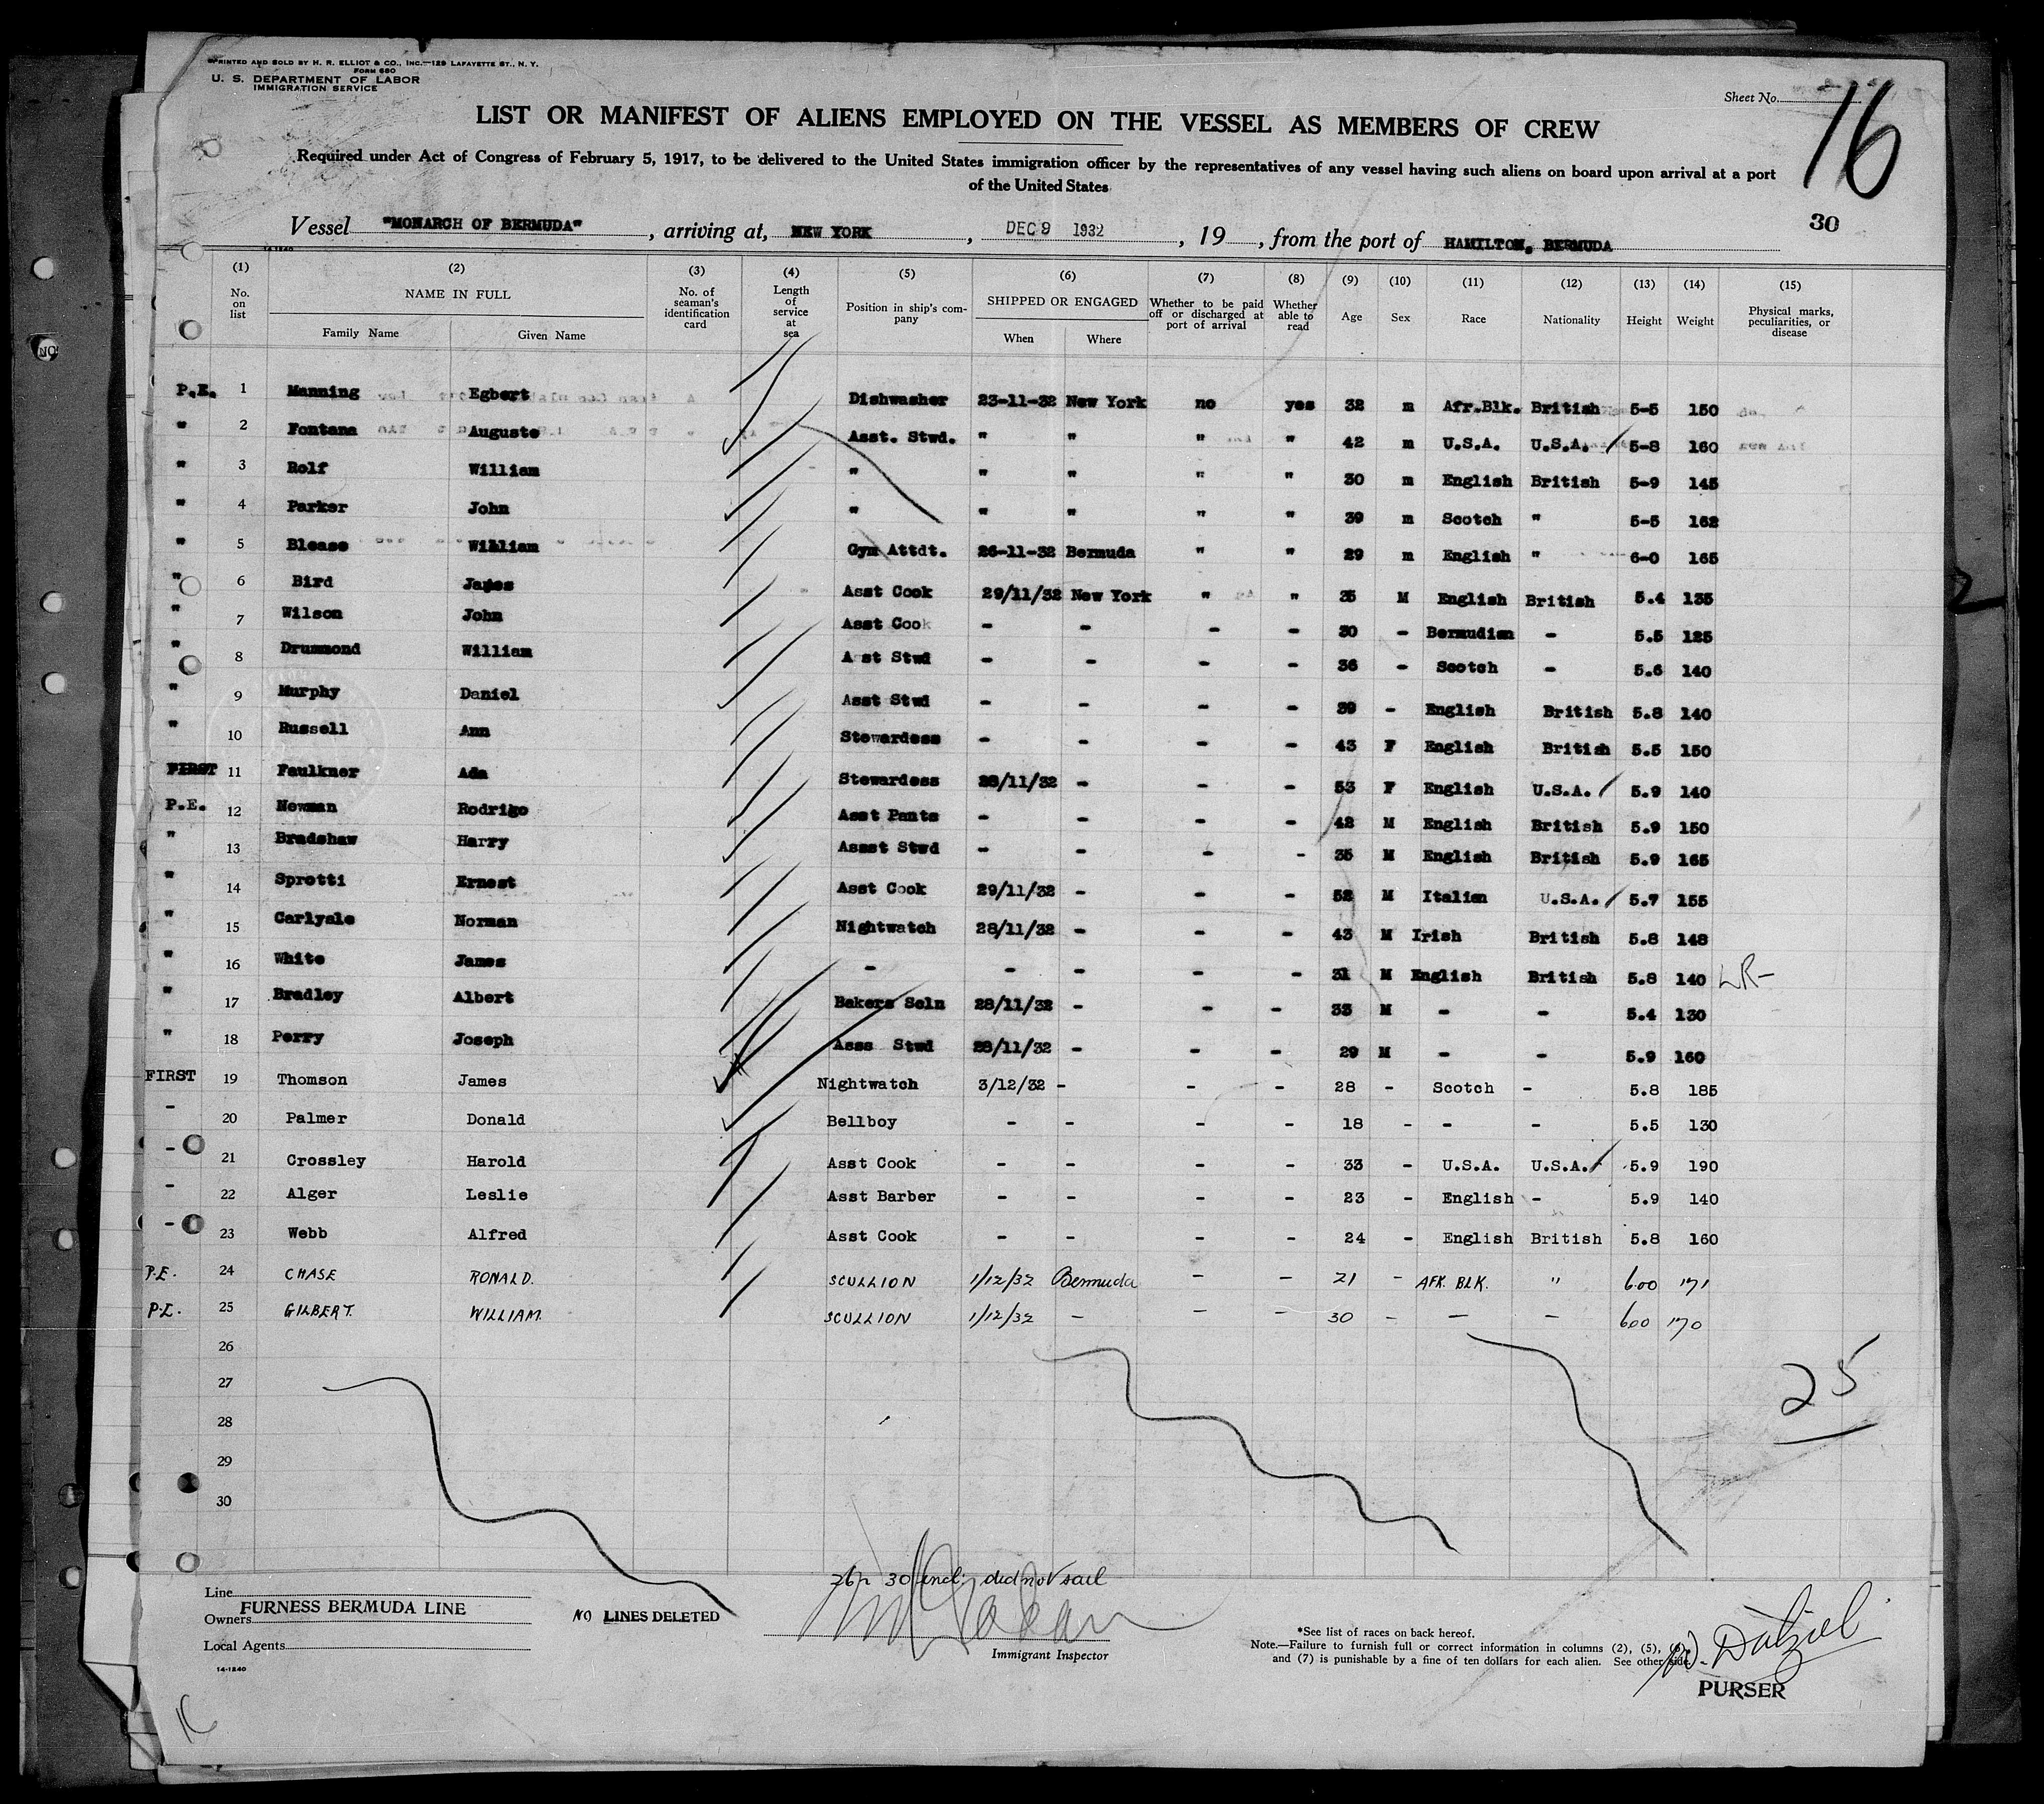 PRINTED AND SOLD BY H. R. ELLIOT & CO., INC.—129 LAFAYETTE ST., N. Y.
FORM 680
U. S. DEPARTMENT OF LABOR
IMMIGRATION SERVICE
Sheet No.
16
LIST OR MANIFEST OF ALIENS EMPLOYED ON THE VESSEL AS MEMBERS OF CREW
Required under Act of Congress of February 5, 1917, to be delivered to the United States immigration officer by the representatives of any vessel having such aliens on board upon arrival at a port
of the United States
30
Vessel "MONARCH OF BERMUDA", arriving at, NEW YORK, DEC 9 1932, 19, from the port of HAMILTON, BERMUDA
14-1240
(1) (2) (3) (4) (5) (6) (7) (8) (9) (10) (11) (12) (13) (14) (15)
No. on list NAME IN FULL Family Name Given Name No. of seaman's identification card Length of service at sea Position in ship's company SHIPPED OR ENGAGED When Where Whether to be paid off or discharged at port of arrival Whether able to read Age Sex Race Nationality Height Weight Physical marks, peculiarities, or disease
P.E. 1 Manning Egbert Dishwasher 23-11-32 New York no yes 32 m Afr.Blk. British 5-5 150
" 2 Fontana Auguste Asst. Stwd. " " " " 42 m U.S.A. U.S.A. 5-8 160
" 3 Rolf William " " " " " 30 m English British 5-9 145
" 4 Parker John " " " " " 39 m Scotch " 5-5 162
" 5 Blease William Gym Attdt. 26-11-32 Bermuda " " 29 m English " 6-0 165
" 6 Bird James Asst Cook 29/11/32 New York " " 35 M English British 5.4 135
" 7 Wilson John Asst Cook - - - - 30 - Bermudian - 5.5 125
" 8 Drummond William A st Stwd - - - - 36 - Scotch - 5.6 140
" 9 Murphy Daniel Asst Stwd - - - - 39 - English British 5.8 140
" 10 Russell Ann Stewardess - - - - 43 F English British 5.5 150
FIRST 11 Faulkner Ada Stewardess 28/11/32 - - - 53 F English U.S.A. 5.9 140
P.E. 12 Newman Rodrigo Asst Pants - - - - 42 M English British 5.9 150
" 13 Bradshaw Harry Assst Stwd - - - - 35 M English British 5.9 165
" 14 Sprotti Ernest Asst Cook 29/11/32 - - - 52 M Italian U.S.A. 5.7 155
" 15 Carlyale Norman Nightwatch 28/11/32 - - - 43 M Irish British 5.8 148
" 16 White James - - - - - 31 M English British 5.8 140 LR-
" 17 Bradley Albert Bakers Scln 28/11/32 - - - 33 M - - 5.4 130
" 18 Perry Joseph Asss Stwd 28/11/32 - - - 29 M - - 5.9 160
FIRST 19 Thomson James Nightwatch 3/12/32 - - - 28 - Scotch - 5.8 185
- 20 Palmer Donald Bellboy - - - - 18 - - - 5.5 130
- 21 Crossley Harold Asst Cook - - - - 33 - U.S.A. U.S.A. 5.9 190
- 22 Alger Leslie Asst Barber - - - - 23 - English - 5.9 140
- 23 Webb Alfred Asst Cook - - - - 24 - English British 5.8 160
P.E. 24 CHASE RONALD. SCULLION 1/12/32 Bermuda - - 21 - AFR. BLK. " 6.00 171
P.E. 25 GILBERT. WILLIAM. SCULLION 1/12/32 - - - 30 - - - 600 170
26
27
28
29
30
25
26 30 incl: did not sail
Line
FURNESS BERMUDA LINE
Owners
Local Agents
14-1240
NO LINES DELETED
Immigrant Inspector
*See list of races on back hereof.
Note.—Failure to furnish full or correct information in columns (2), (5), (6), and (7) is punishable by a fine of ten dollars for each alien. See other side.
Dalziel
PURSER
2